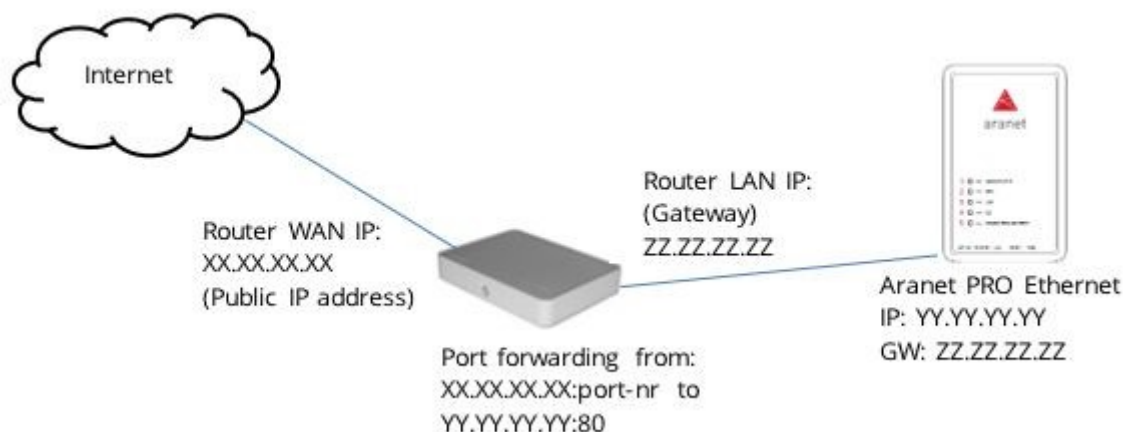 Internet
aranet
Router WAN IP:
XX.XX.XX.XX
(Public IP address)
Router LAN IP:
(Gateway)
ZZ.ZZ.ZZ.ZZ
Aranet PRO Ethernet
IP: YY.YY.YY.YY
GW: ZZ.ZZ.ZZ.ZZ
Port forwarding from:
XX.XX.XX.XX:port-nr to
YY.YY.YY.YY:80